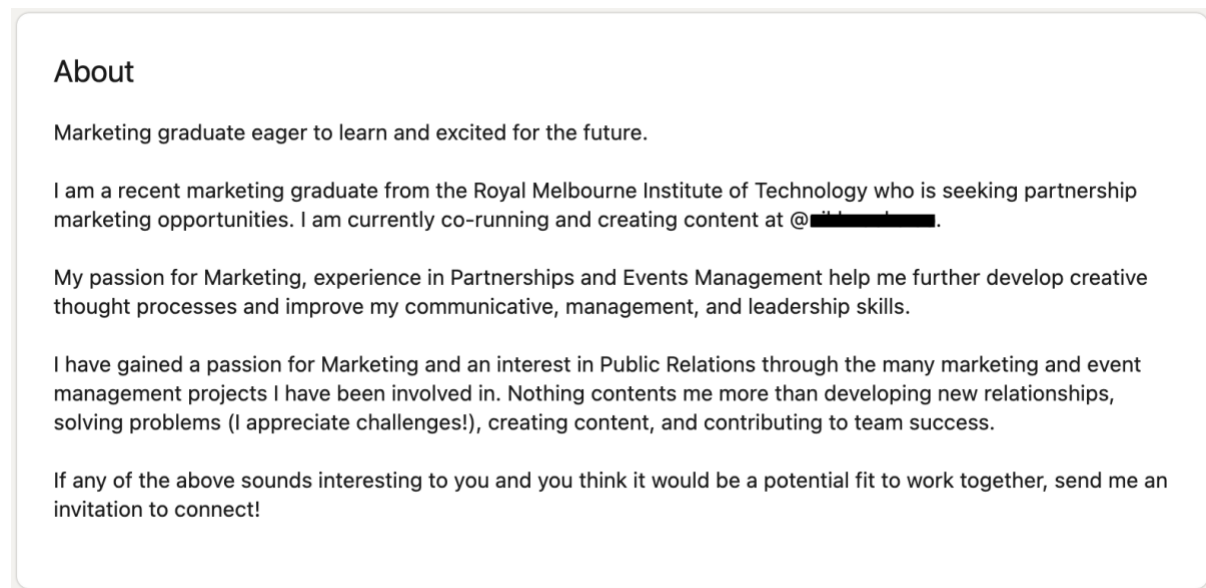 About
Marketing graduate eager to learn and excited for the future.
I am a recent marketing graduate from the Royal Melbourne Institute of Technology who is seeking partnership
marketing opportunities. I am currently co-running and creating content at @.
My passion for Marketing, experience in Partnerships and Events Management help me further develop creative
thought processes and improve my communicative, management, and leadership skills.
I have gained a passion for Marketing and an interest in Public Relations through the many marketing and event
management projects I have been involved in. Nothing contents me more than developing new relationships,
solving problems (I appreciate challenges!), creating content, and contributing to team success.
If any of the above sounds interesting to you and you think it would be a potential fit to work together, send me an
invitation to connect!